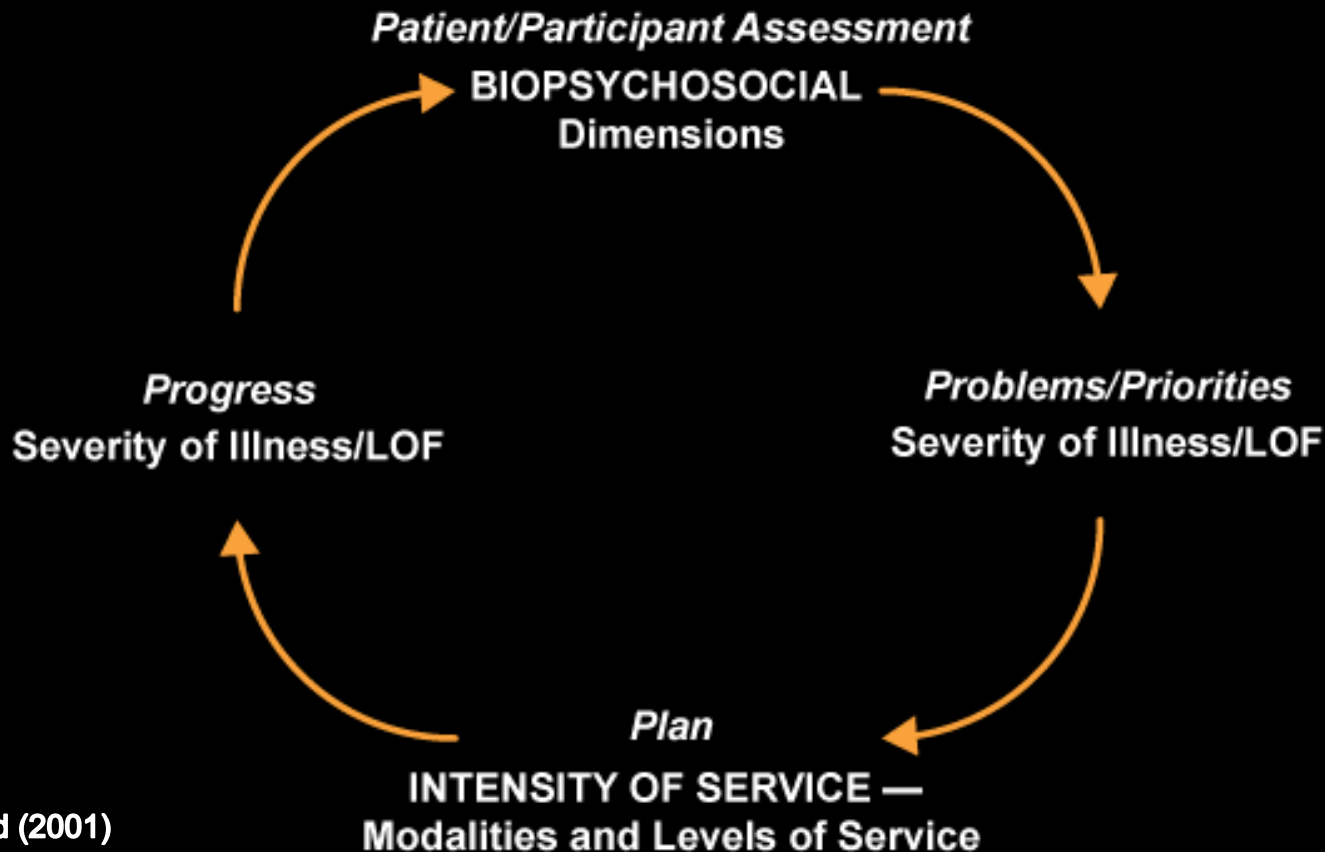 Patient/Participant Assessment
BIOPSYCHOSOCIAL
Dimensions
Progress
Severity of Illness/LOF
Problems/Priorities
Severity of Illness/LOF
Plan
INTENSITY OF SERVICE —
Modalities and Levels of Service
(2001)